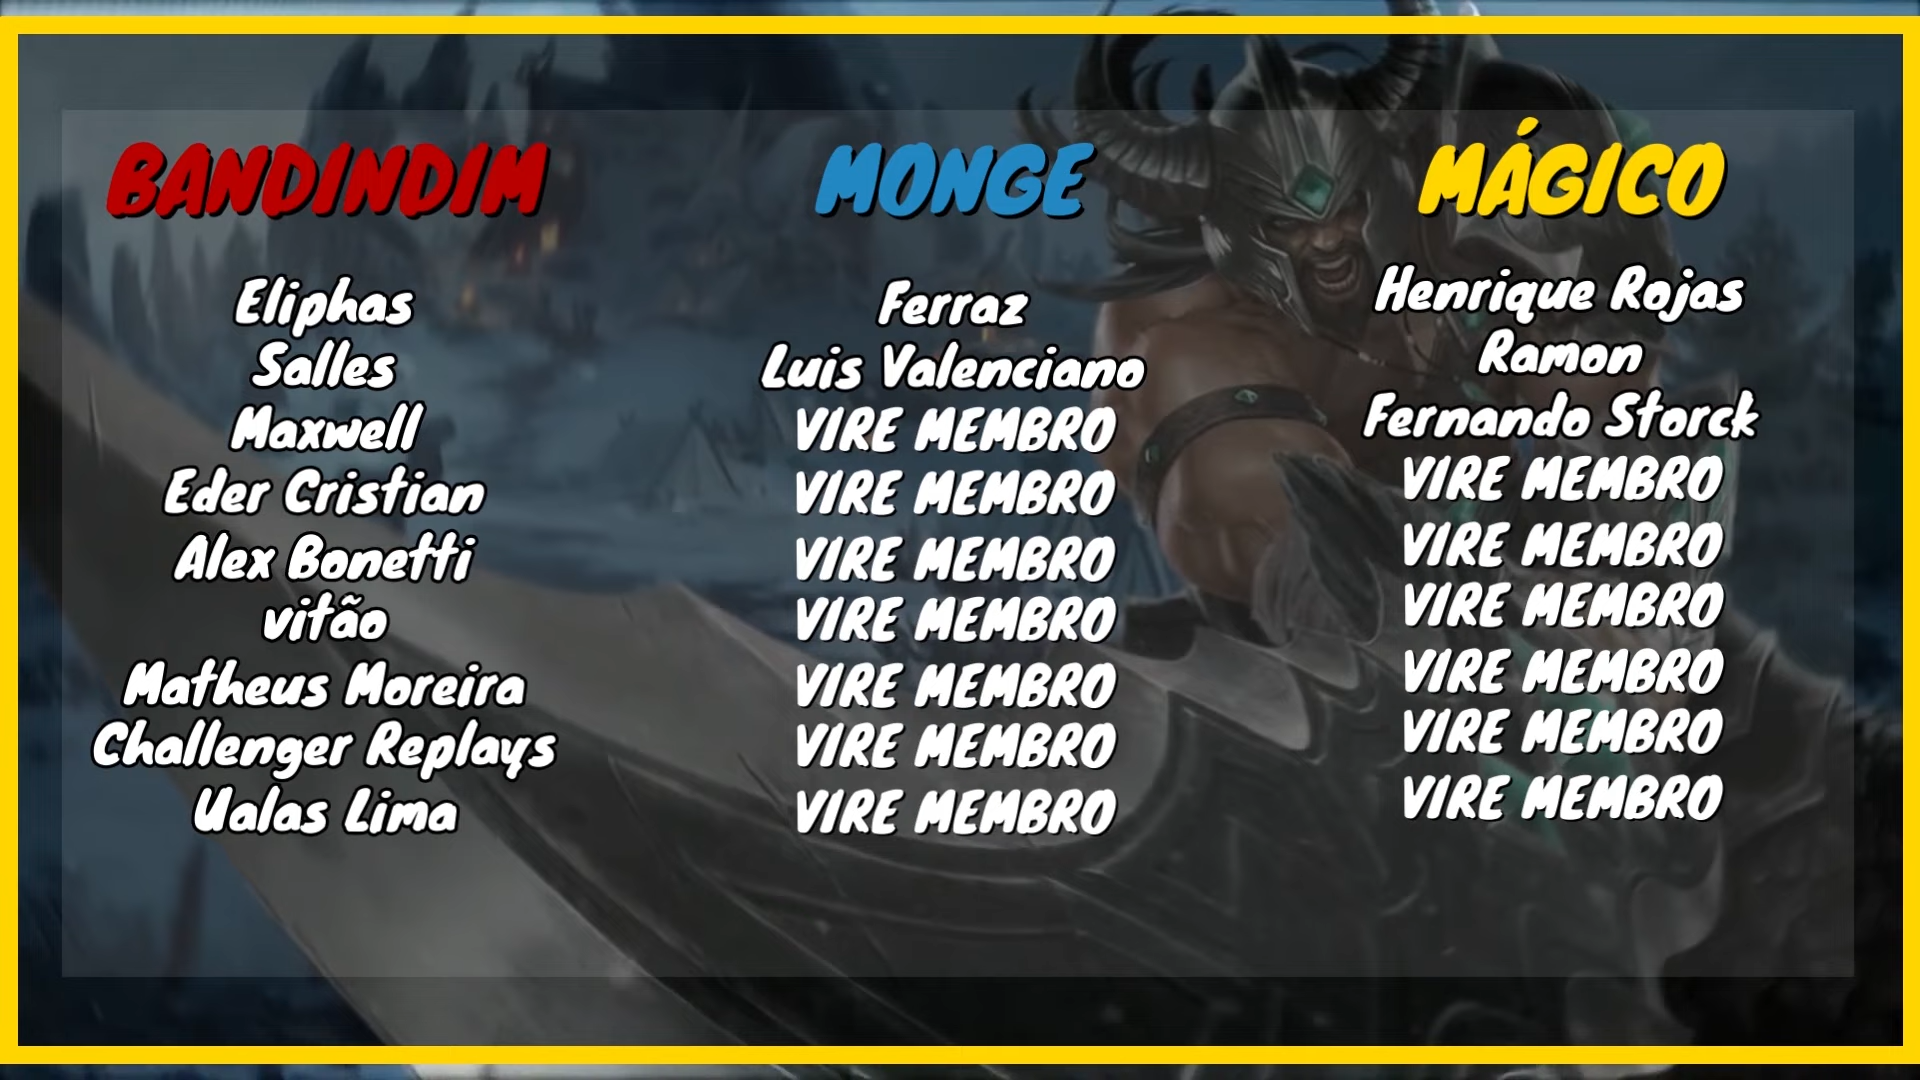 BANDINDIM
Eliphas
Salles
Maxwell
Eder Cristian
Alex Bonetti
vitão
Matheus Moreira
Challenger Replays
Ualas Lima
MONGE
Ferraz
Luis Valenciano
VIRE MEMBRO
VIRE MEMBRO
VIRE MEMBRO
VIRE MEMBRO
VIRE MEMBRO
VIRE MEMBRO
VIRE MEMBRO
MÁGICO
Henrique Rojas
Ramon
Fernando Storck
VIRE MEMBRO
VIRE MEMBRO
VIRE MEMBRO
VIRE MEMBRO
VIRE MEMBRO
VIRE MEMBRO